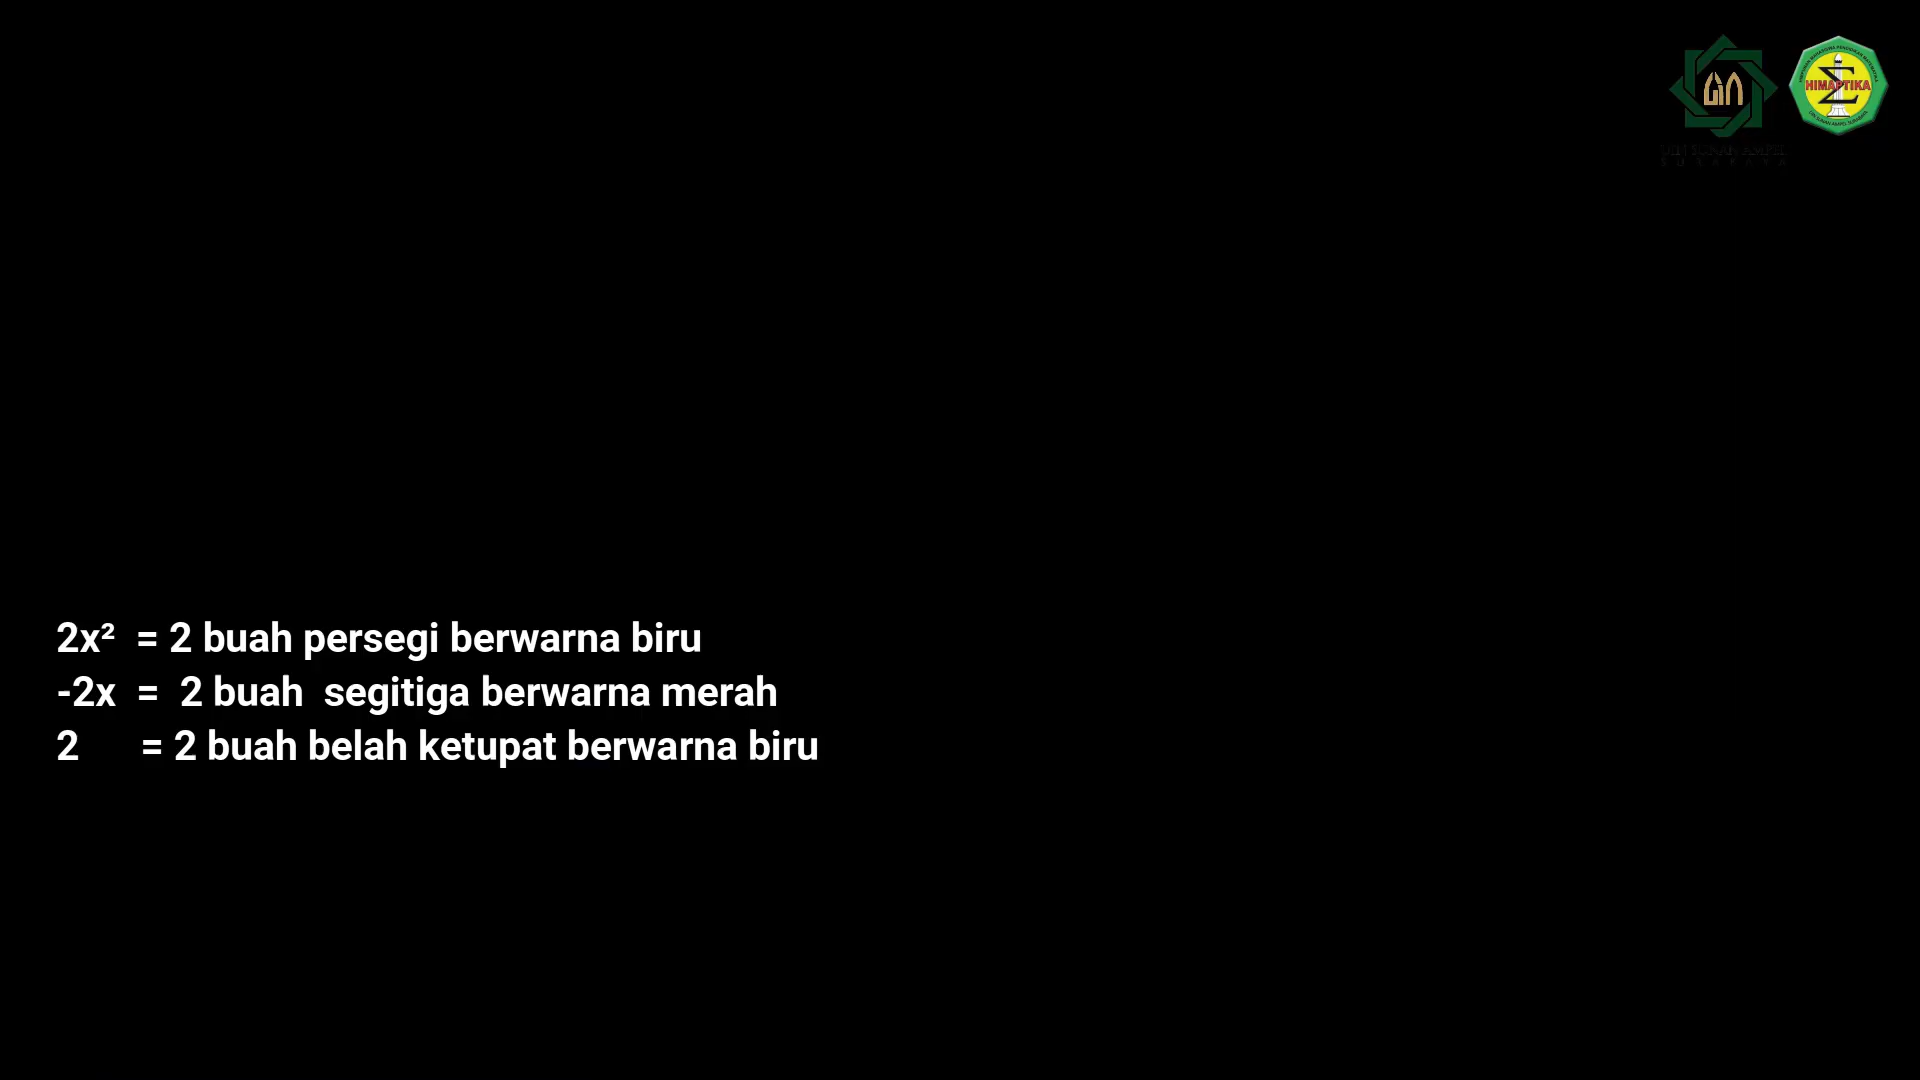 HIMAPTIKA
2x² = 2 buah persegi berwarna biru
-2x = 2 buah segitiga berwarna merah
2 = 2 buah belah ketupat berwarna biru